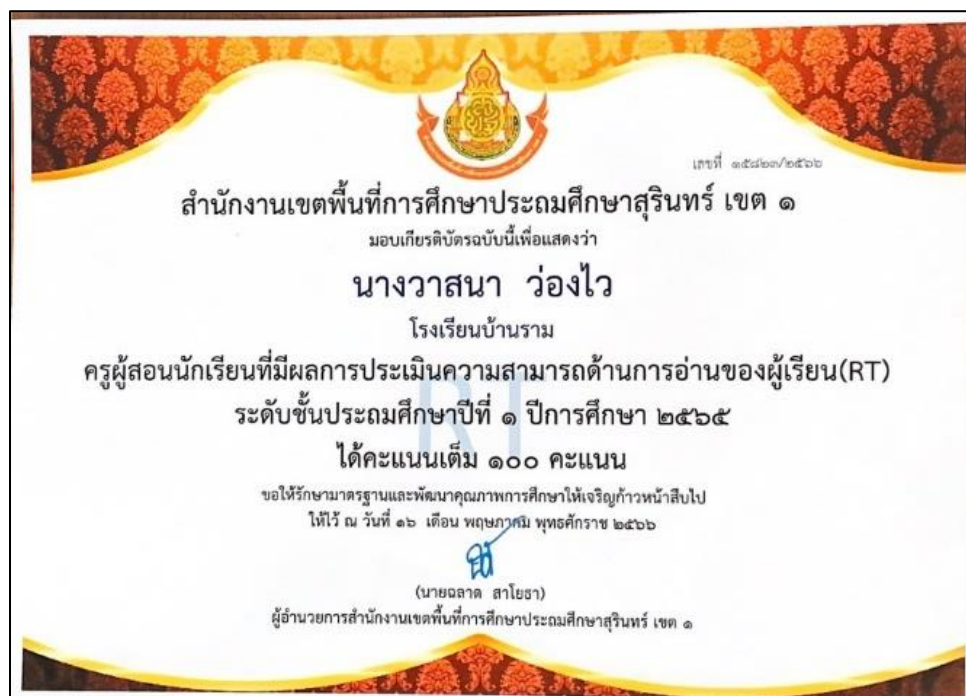 เลขที่ ๑๕๘๒๓/๒๕๖๖
สำนักงานเขตพื้นที่การศึกษาประถมศึกษาสุรินทร์ เขต ๑
มอบเกียรติบัตรฉบับนี้เพื่อแสดงว่า
นางวาสนา ว่องไว
โรงเรียนบ้านราม
ครูผู้สอนนักเรียนที่มีผลการประเมินความสามารถด้านการอ่านของผู้เรียน(RT)
ระดับชั้นประถมศึกษาปีที่ ๑ ปีการศึกษา ๒๕๖๕
RT
ได้คะแนนเต็ม ๑๐๐ คะแนน
ขอให้รักษามาตรฐานและพัฒนาคุณภาพการศึกษาให้เจริญก้าวหน้าสืบไป
ให้ไว้ ณ วันที่ ๑๖ เดือน พฤษภาคม พุทธศักราช ๒๕๖๖
(นายฉลาด สาโยธา)
ผู้อำนวยการสำนักงานเขตพื้นที่การศึกษาประถมศึกษาสุรินทร์ เขต ๑